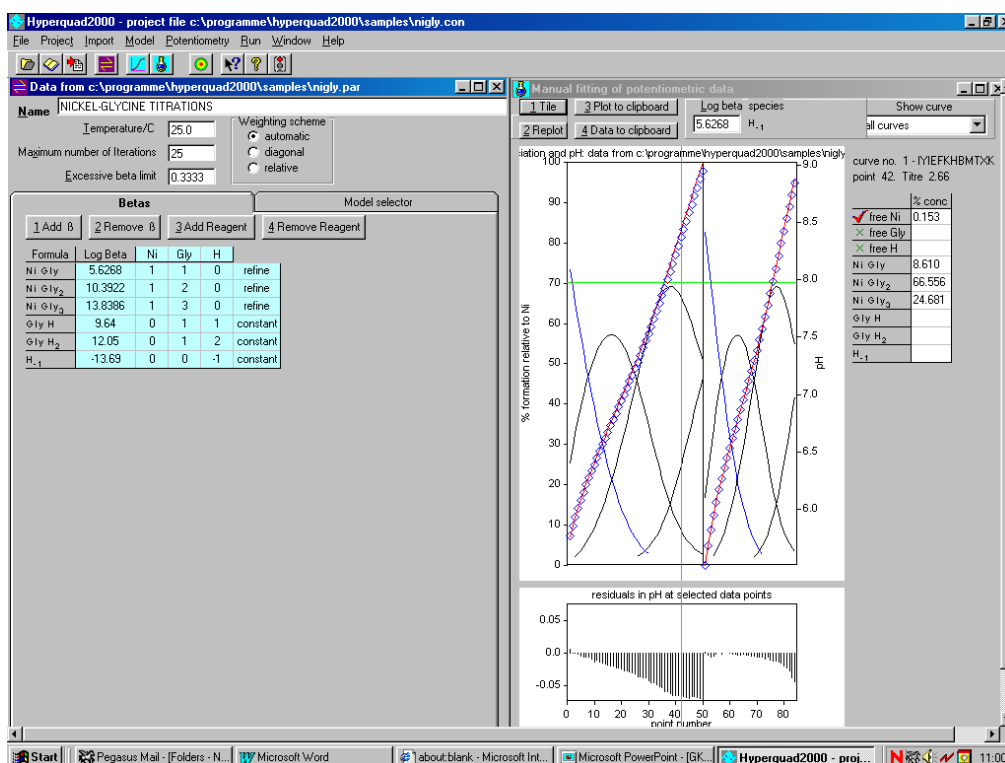 Hyperquad2000 - project file c:\programme\hyperquad2000\samples\nigly.con
File Project Import Model Potentiometry Run Window Help
Data from c:\programme\hyperquad2000\samples\nigly.par
Name NICKEL-GLYCINE TITRATIONS
Temperature/C 25.0
Maximum number of Iterations 25
Excessive beta limit 0.3333
Weighting scheme
automatic
diagonal
relative
Betas Model selector
1 Add ß 2 Remove ß 3 Add Reagent 4 Remove Reagent
Formula Log Beta Ni Gly H
Ni Gly 5.6268 1 1 0 refine
Ni Gly2 10.3922 1 2 0 refine
Ni Gly3 13.8386 1 3 0 refine
Gly H 9.64 0 1 1 constant
Gly H2 12.05 0 1 2 constant
H-1 -13.69 0 0 -1 constant
Manual fitting of potentiometric data
1 Tile 3 Plot to clipboard
2 Replot 4 Data to clipboard
Log beta species
5.6268 H-1
Show curve
all curves
ciation and pH: data from c:\programme\hyperquad2000\samples\nigly
100
90
80
70
60
50
40
30
20
10
0
% formation relative to Ni
9.0
8.5
8.0
7.5
7.0
6.5
6.0
pH
curve no. 1 - IYIEFKHBMTXK
point 42. Titre 2.66
% conc
free Ni 0.153
free Gly
free H
Ni Gly 8.610
Ni Gly2 66.556
Ni Gly3 24.681
Gly H
Gly H2
H-1
residuals in pH at selected data points
0.05
0.0
-0.05
0 10 20 30 40 50 60 70 80
point number
Start Pegasus Mail - [Folders - N... Microsoft Word about:blank - Microsoft Int... Microsoft PowerPoint - [GK... Hyperquad2000 - proj...